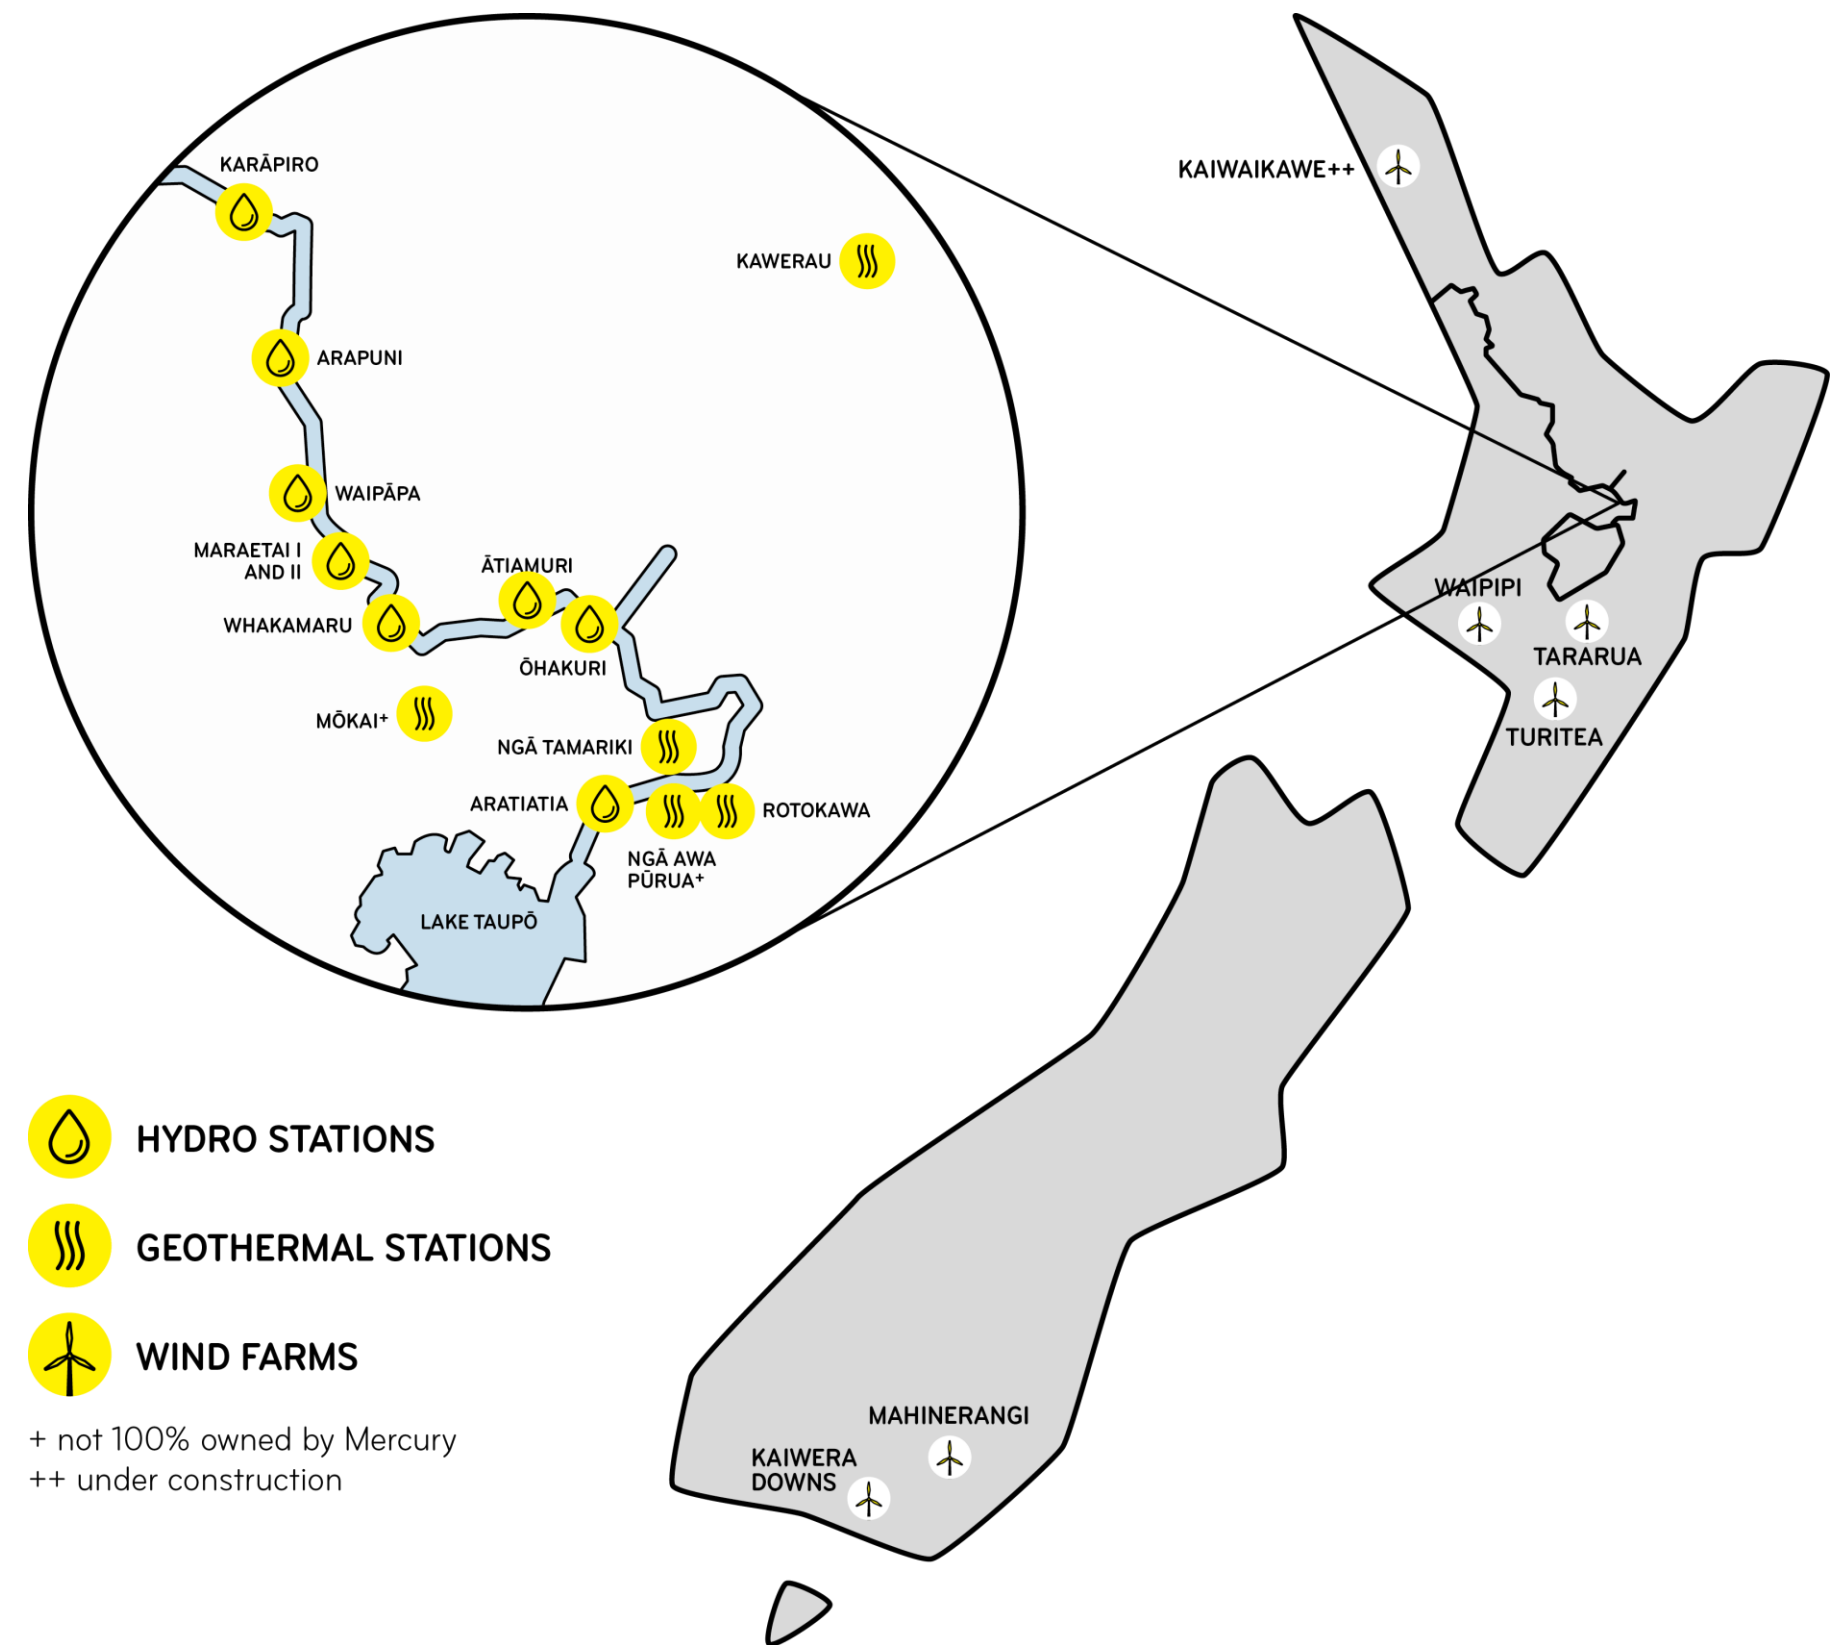 KARĀPIRO
KAWERAU
ARAPUNI
WAIPĀPA
MARAETAI I
AND II
ĀTIAMURI
WHAKAMARU
ŌHAKURI
MŌKAI+
NGĀ TAMARIKI
ARATIATIA
ROTOKAWA
NGĀ AWA
PŪRUA+
LAKE TAUPŌ
KAIWAIKAWE++
WAIPIPI
TARARUA
TURITEA
MAHINERANGI
KAIWERA
DOWNS
HYDRO STATIONS
GEOTHERMAL STATIONS
WIND FARMS
+ not 100% owned by Mercury
++ under construction